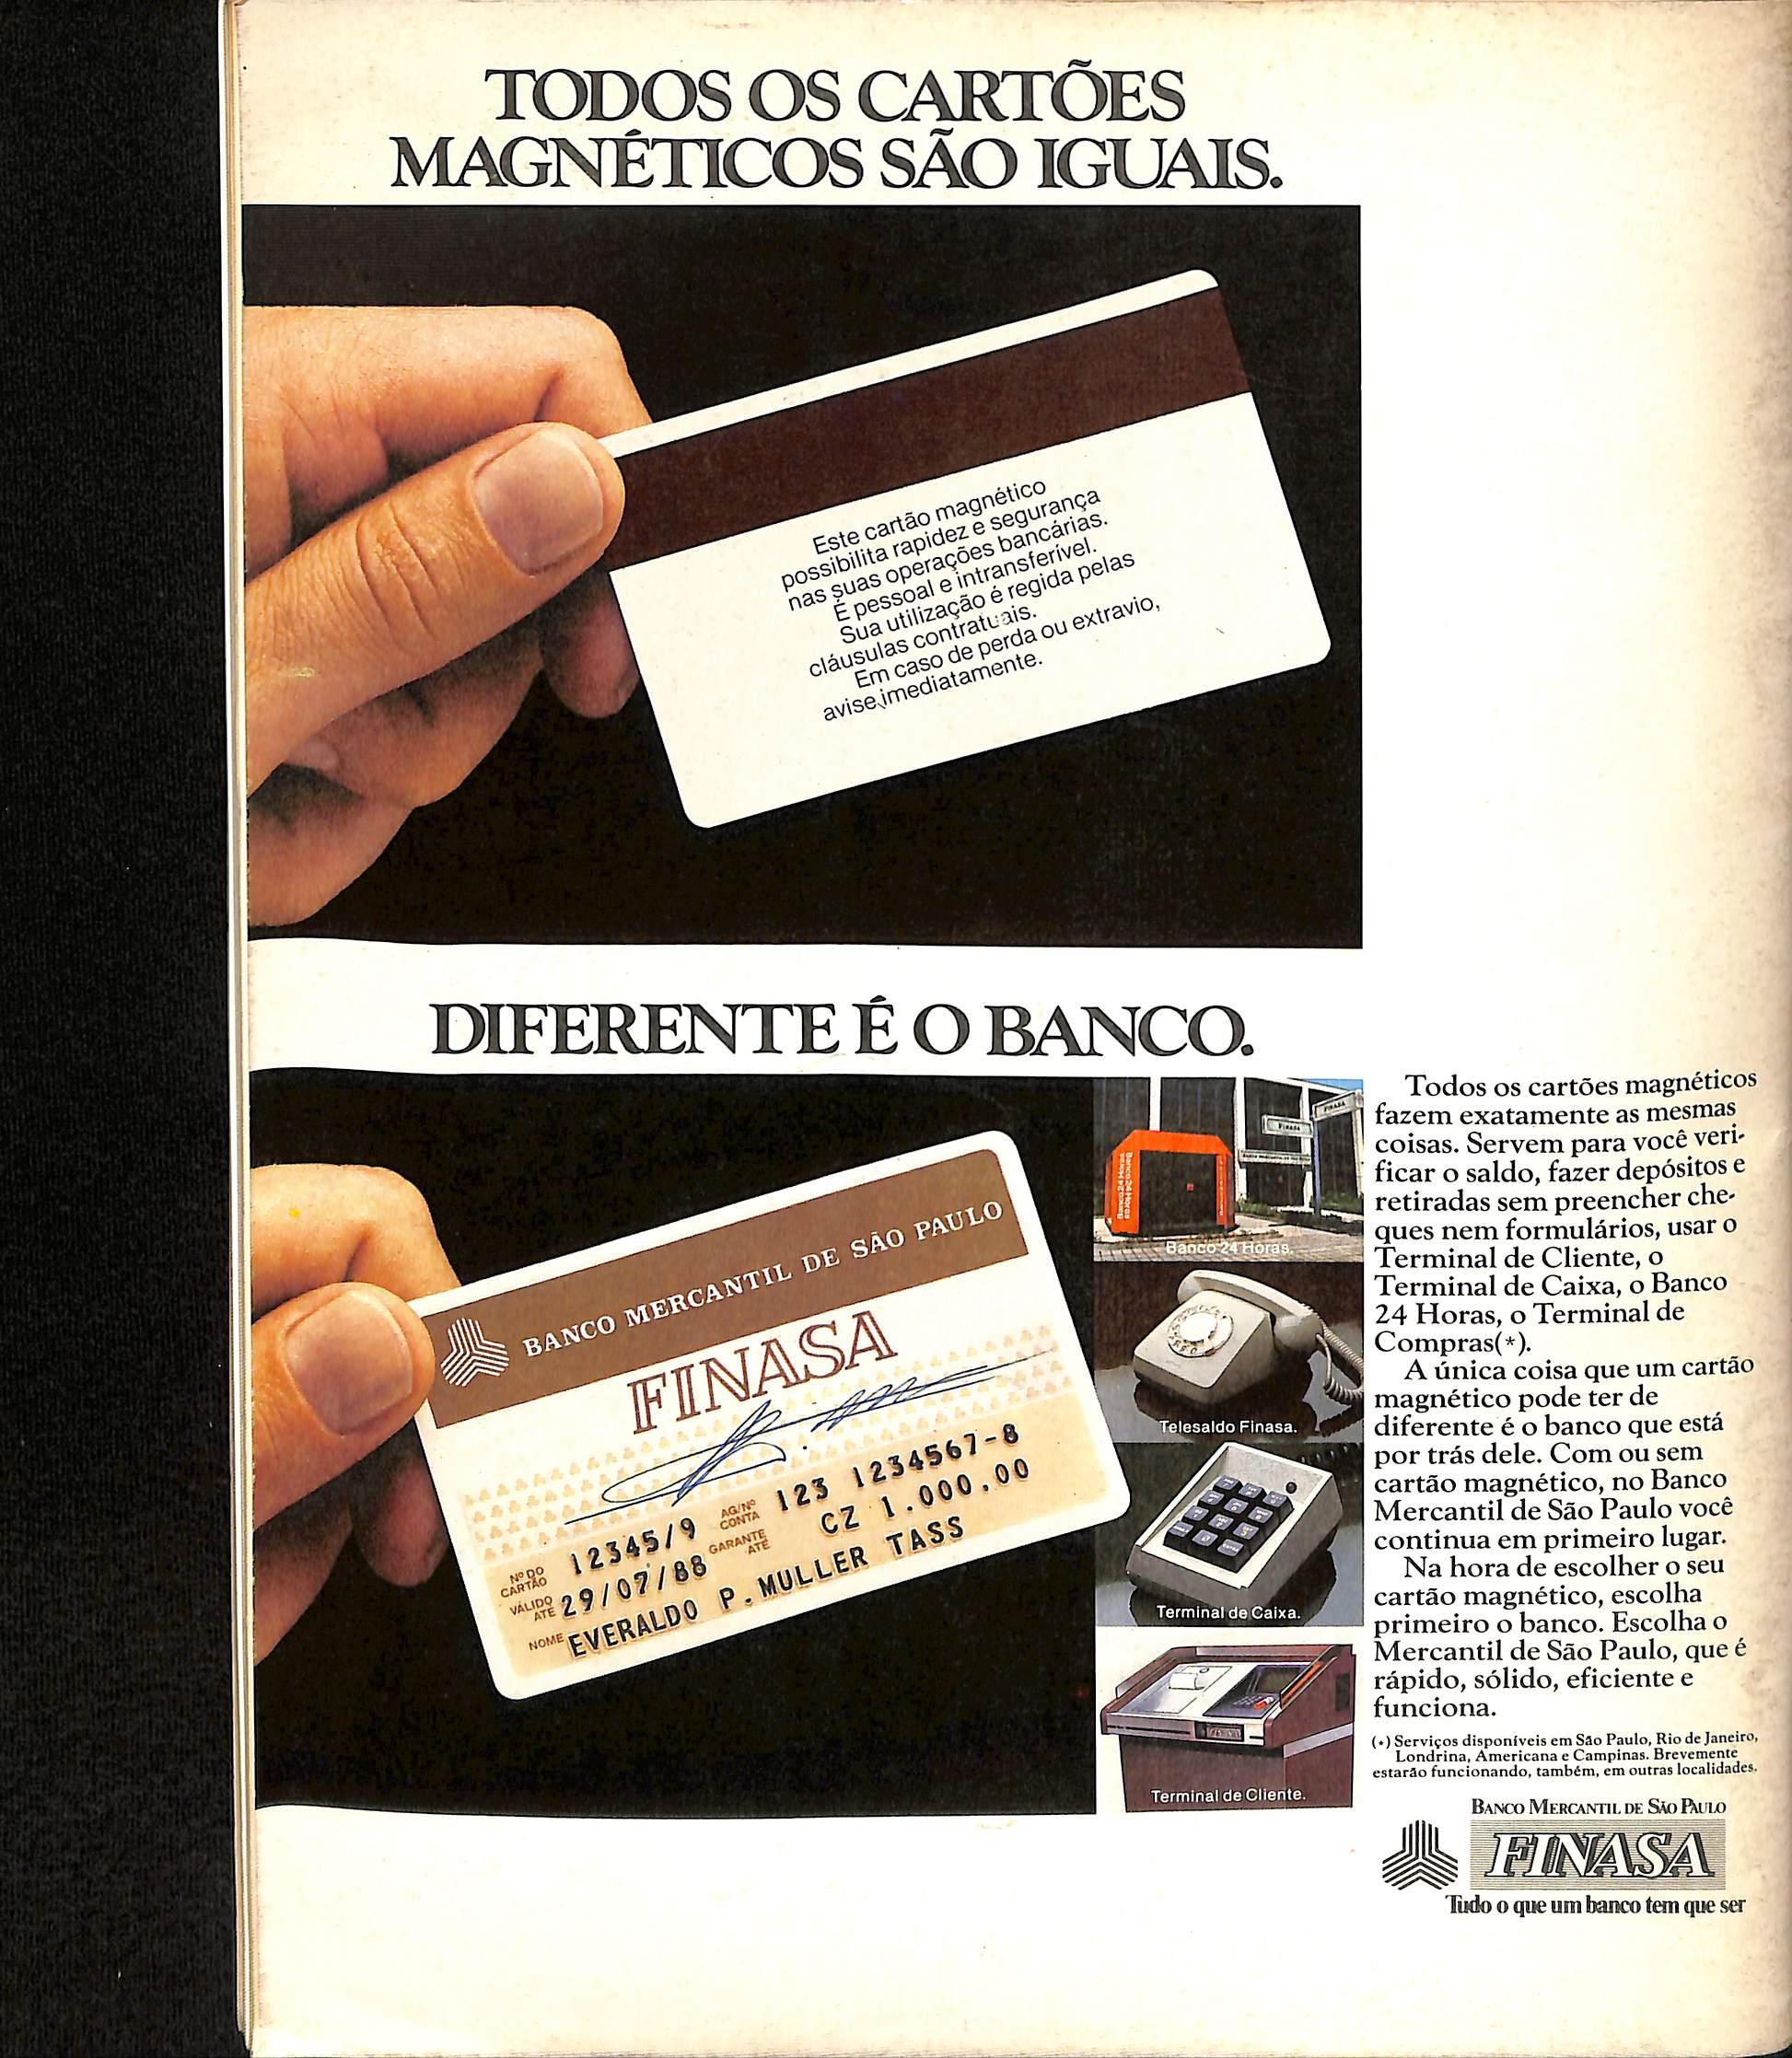 TODOS OS CARTÕES
MAGNÉTICOS SÃO IGUAIS.
Este cartão magnético
possibilita rapidez e segurança
nas suas operações bancárias.
É pessoal e intransferível.
Sua utilização é regida pelas
cláusulas contratuais.
Em caso de perda ou extravio,
avise imediatamente.
DIFERENTE É O BANCO.
BANCO MERCANTIL DE SÃO PAULO
FINASA
Nº DO CARTÃO 12345/9 AG/Nº CONTA 123 1234567-8
VÁLIDO ATÉ 29/07/88 GARANTE ATÉ CZ 1.000.00
NOME EVERALDO P. MULLER TASS
FINASA
FINASA
Banco 24 Horas
Banco 24 Horas
Banco 24 Horas.
Telesaldo Finasa.
Terminal de Caixa.
Terminal de Cliente.
Todos os cartões magnéticos
fazem exatamente as mesmas
coisas. Servem para você veri-
ficar o saldo, fazer depósitos e
retiradas sem preencher che-
ques nem formulários, usar o
Terminal de Cliente, o
Terminal de Caixa, o Banco
24 Horas, o Terminal de
Compras(*).
A única coisa que um cartão
magnético pode ter de
diferente é o banco que está
por trás dele. Com ou sem
cartão magnético, no Banco
Mercantil de São Paulo você
continua em primeiro lugar.
Na hora de escolher o seu
cartão magnético, escolha
primeiro o banco. Escolha o
Mercantil de São Paulo, que é
rápido, sólido, eficiente e
funciona.
(*) Serviços disponíveis em São Paulo, Rio de Janeiro,
Londrina, Americana e Campinas. Brevemente
estarão funcionando, também, em outras localidades.
BANCO MERCANTIL DE SÃO PAULO
FINASA
Tudo o que um banco tem que ser